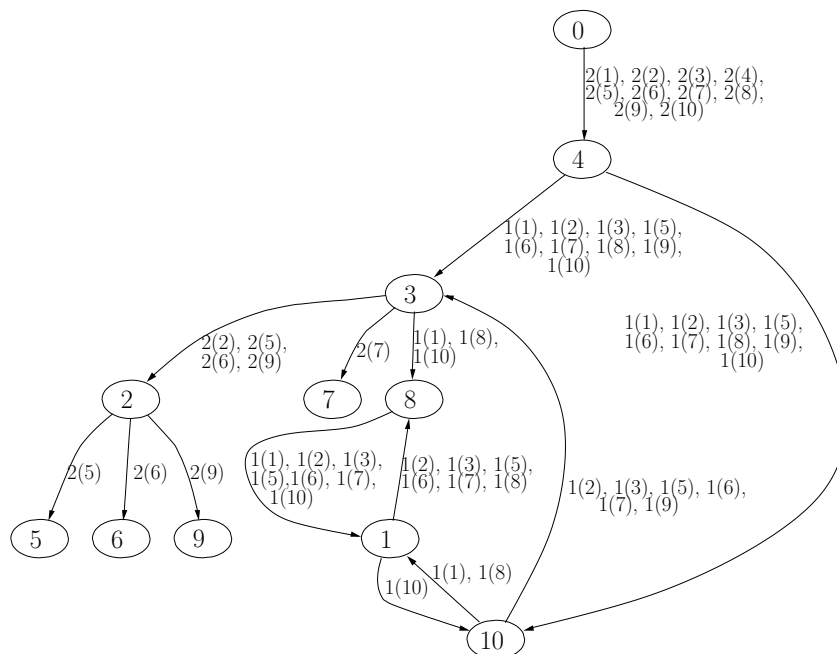 0
2(1), 2(2), 2(3), 2(4),
2(5), 2(6), 2(7), 2(8),
2(9), 2(10)
4
1(1), 1(2), 1(3), 1(5),
1(6), 1(7), 1(8), 1(9),
1(10)
3
1(1), 1(2), 1(3), 1(5),
1(6), 1(7), 1(8), 1(9),
1(10)
2(2), 2(5),
2(6), 2(9)
2(7)
1(1), 1(8),
1(10)
2
7
8
2(5)
2(6)
2(9)
1(1), 1(2), 1(3),
1(5),1(6), 1(7),
1(10)
1(2), 1(3), 1(5),
1(6), 1(7), 1(8)
1(2), 1(3), 1(5), 1(6),
1(7), 1(9)
5
6
9
1
1(10)
1(1), 1(8)
10